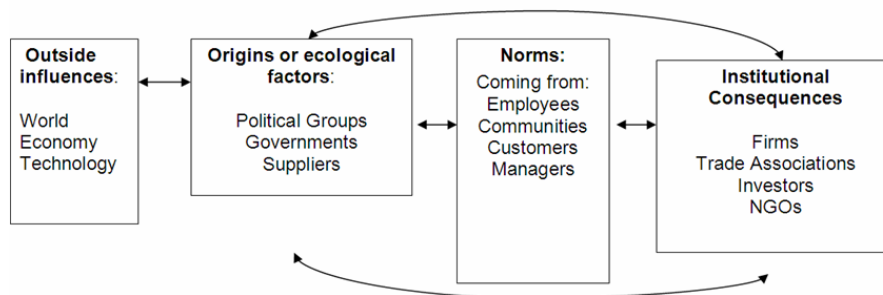 Outside
influences:
World
Economy
Technology
Origins or ecological
factors:
Political Groups
Governments
Suppliers
Norms:
Coming from:
Employees
Communities
Customers
Managers
Institutional
Consequences
Firms
Trade Associations
Investors
NGOs